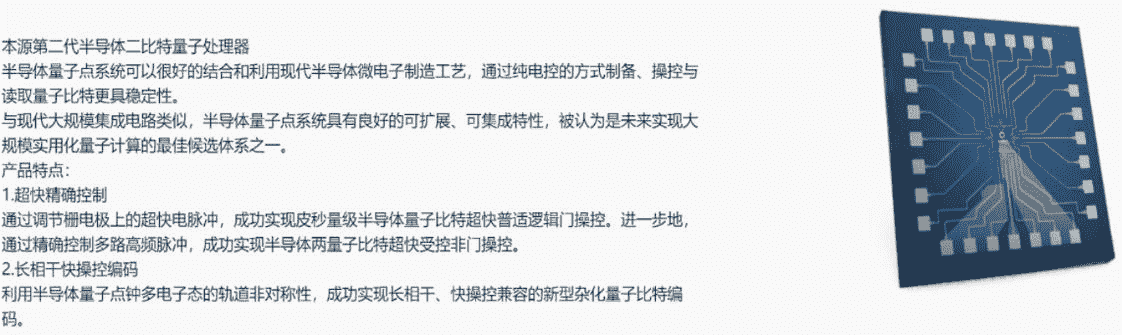 本源第二代半导体二比特量子处理器
半导体量子点系统可以很好的结合和利用现代半导体微电子制造工艺，通过纯电控的方式制备、操控与
读取量子比特更具稳定性。
与现代大规模集成电路类似，半导体量子点系统具有良好的可扩展、可集成特性，被认为是未来实现大
规模实用化量子计算的最佳候选体系之一。
产品特点：
1.超快精确控制
通过调节栅电极上的超快电脉冲，成功实现皮秒量级半导体量子比特超快普适逻辑门操控。进一步地，
通过精确控制多路高频脉冲，成功实现半导体两量子比特超快受控非门操控。
2.长相干快操控编码
利用半导体量子点钟多电子态的轨道非对称性，成功实现长相干、快操控兼容的新型杂化量子比特编
码。